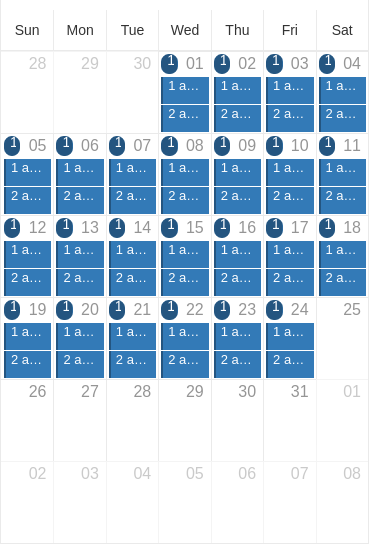 Sun Mon Tue Wed Thu Fri Sat
28 29 30 1 01 1 02 1 03 1 04
1 a... 1 a... 1 a... 1 a...
2 a... 2 a... 2 a... 2 a...
1 05 1 06 1 07 1 08 1 09 1 10 1 11
1 a... 1 a... 1 a... 1 a... 1 a... 1 a... 1 a...
2 a... 2 a... 2 a... 2 a... 2 a... 2 a... 2 a...
1 12 1 13 1 14 1 15 1 16 1 17 1 18
1 a... 1 a... 1 a... 1 a... 1 a... 1 a... 1 a...
2 a... 2 a... 2 a... 2 a... 2 a... 2 a... 2 a...
1 19 1 20 1 21 1 22 1 23 1 24 25
1 a... 1 a... 1 a... 1 a... 1 a... 1 a...
2 a... 2 a... 2 a... 2 a... 2 a... 2 a...
26 27 28 29 30 31 01
02 03 04 05 06 07 08